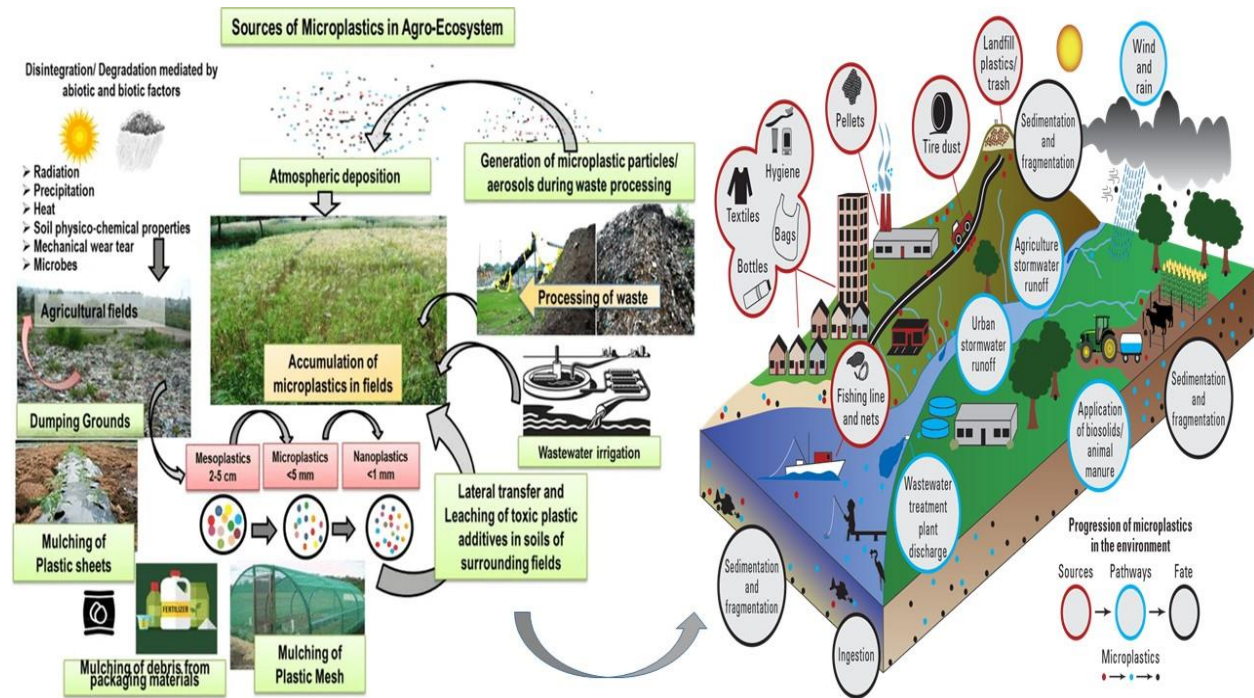 Sources of Microplastics in Agro-Ecosystem
Disintegration/ Degradation mediated by
abiotic and biotic factors
➢ Radiation
➢ Precipitation
➢ Heat
➢ Soil physico-chemical properties
➢ Mechanical wear tear
➢ Microbes
Atmospheric deposition
Generation of microplastic particles/
aerosols during waste processing
Processing of waste
Agricultural fields
Dumping Grounds
Accumulation of
microplastics in fields
Wastewater irrigation
Mesoplastics
2-5 cm
Microplastics
<5 mm
Nanoplastics
<1 mm
Lateral transfer and
Leaching of toxic plastic
additives in soils of
surrounding fields
Mulching of
Plastic sheets
FERTILIZER
Mulching of debris from
packaging materials
Mulching of
Plastic Mesh
Landfill
plastics/
trash
Wind
and
rain
Pellets
Tire dust
Sedimentation
and
fragmentation
Hygiene
Textiles
Bags
Bottles
Agriculture
stormwater
runoff
Urban
stormwater
runoff
Fishing line
and nets
Sedimentation
and
fragmentation
Application
of biosolids/
animal
manure
Wastewater
treatment
plant
discharge
Sedimentation
and
fragmentation
Ingestion
Progression of microplastics
in the environment
Sources Pathways Fate
Microplastics